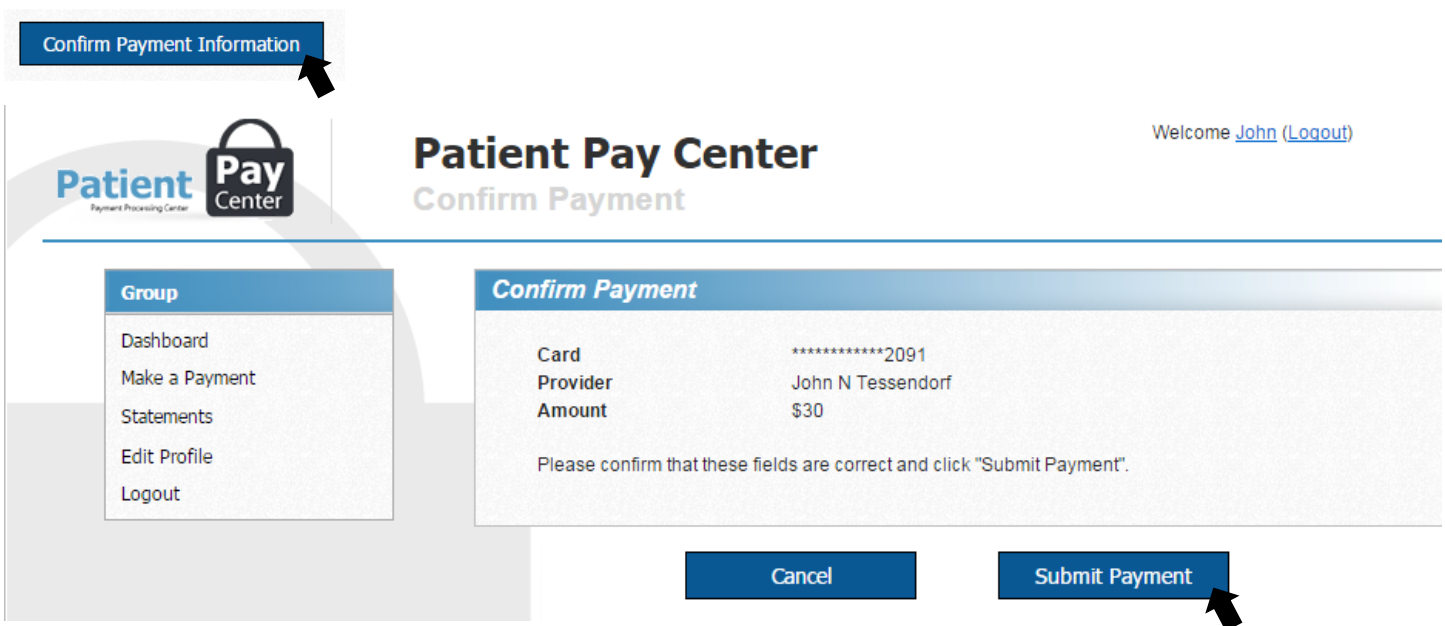 Confirm Payment Information
Patient Pay Center
Payment Processing Center
Patient Pay Center
Confirm Payment
Welcome John (Logout)
Group
Dashboard
Make a Payment
Statements
Edit Profile
Logout
Confirm Payment
Card ************2091
Provider John N Tessendorf
Amount $30
Please confirm that these fields are correct and click "Submit Payment".
Cancel
Submit Payment